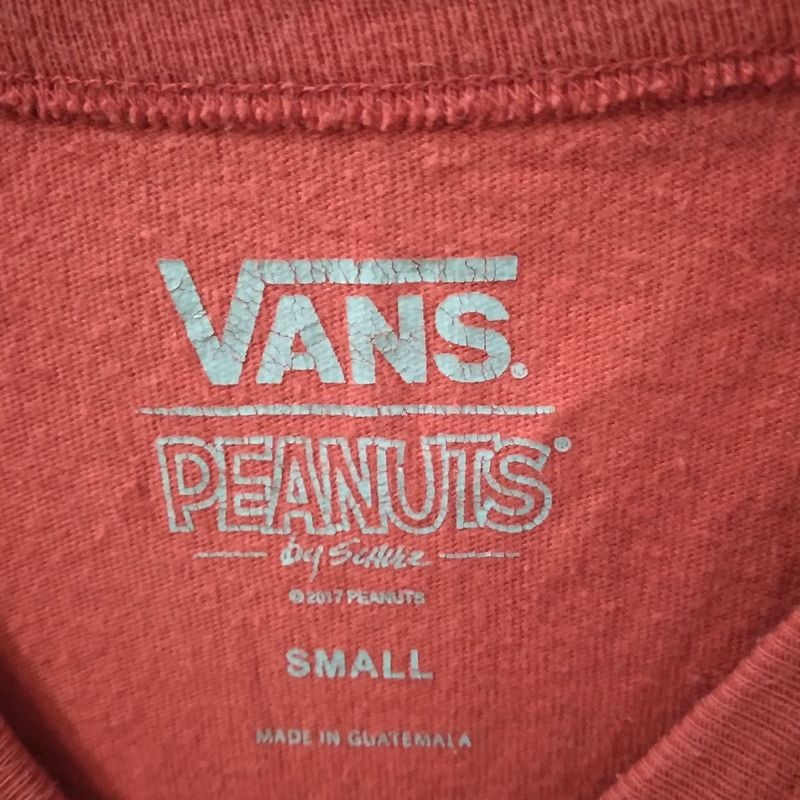 VANS®
PEANUTS®
by SCHULZ
© 2017 PEANUTS
SMALL
MADE IN GUATEMALA